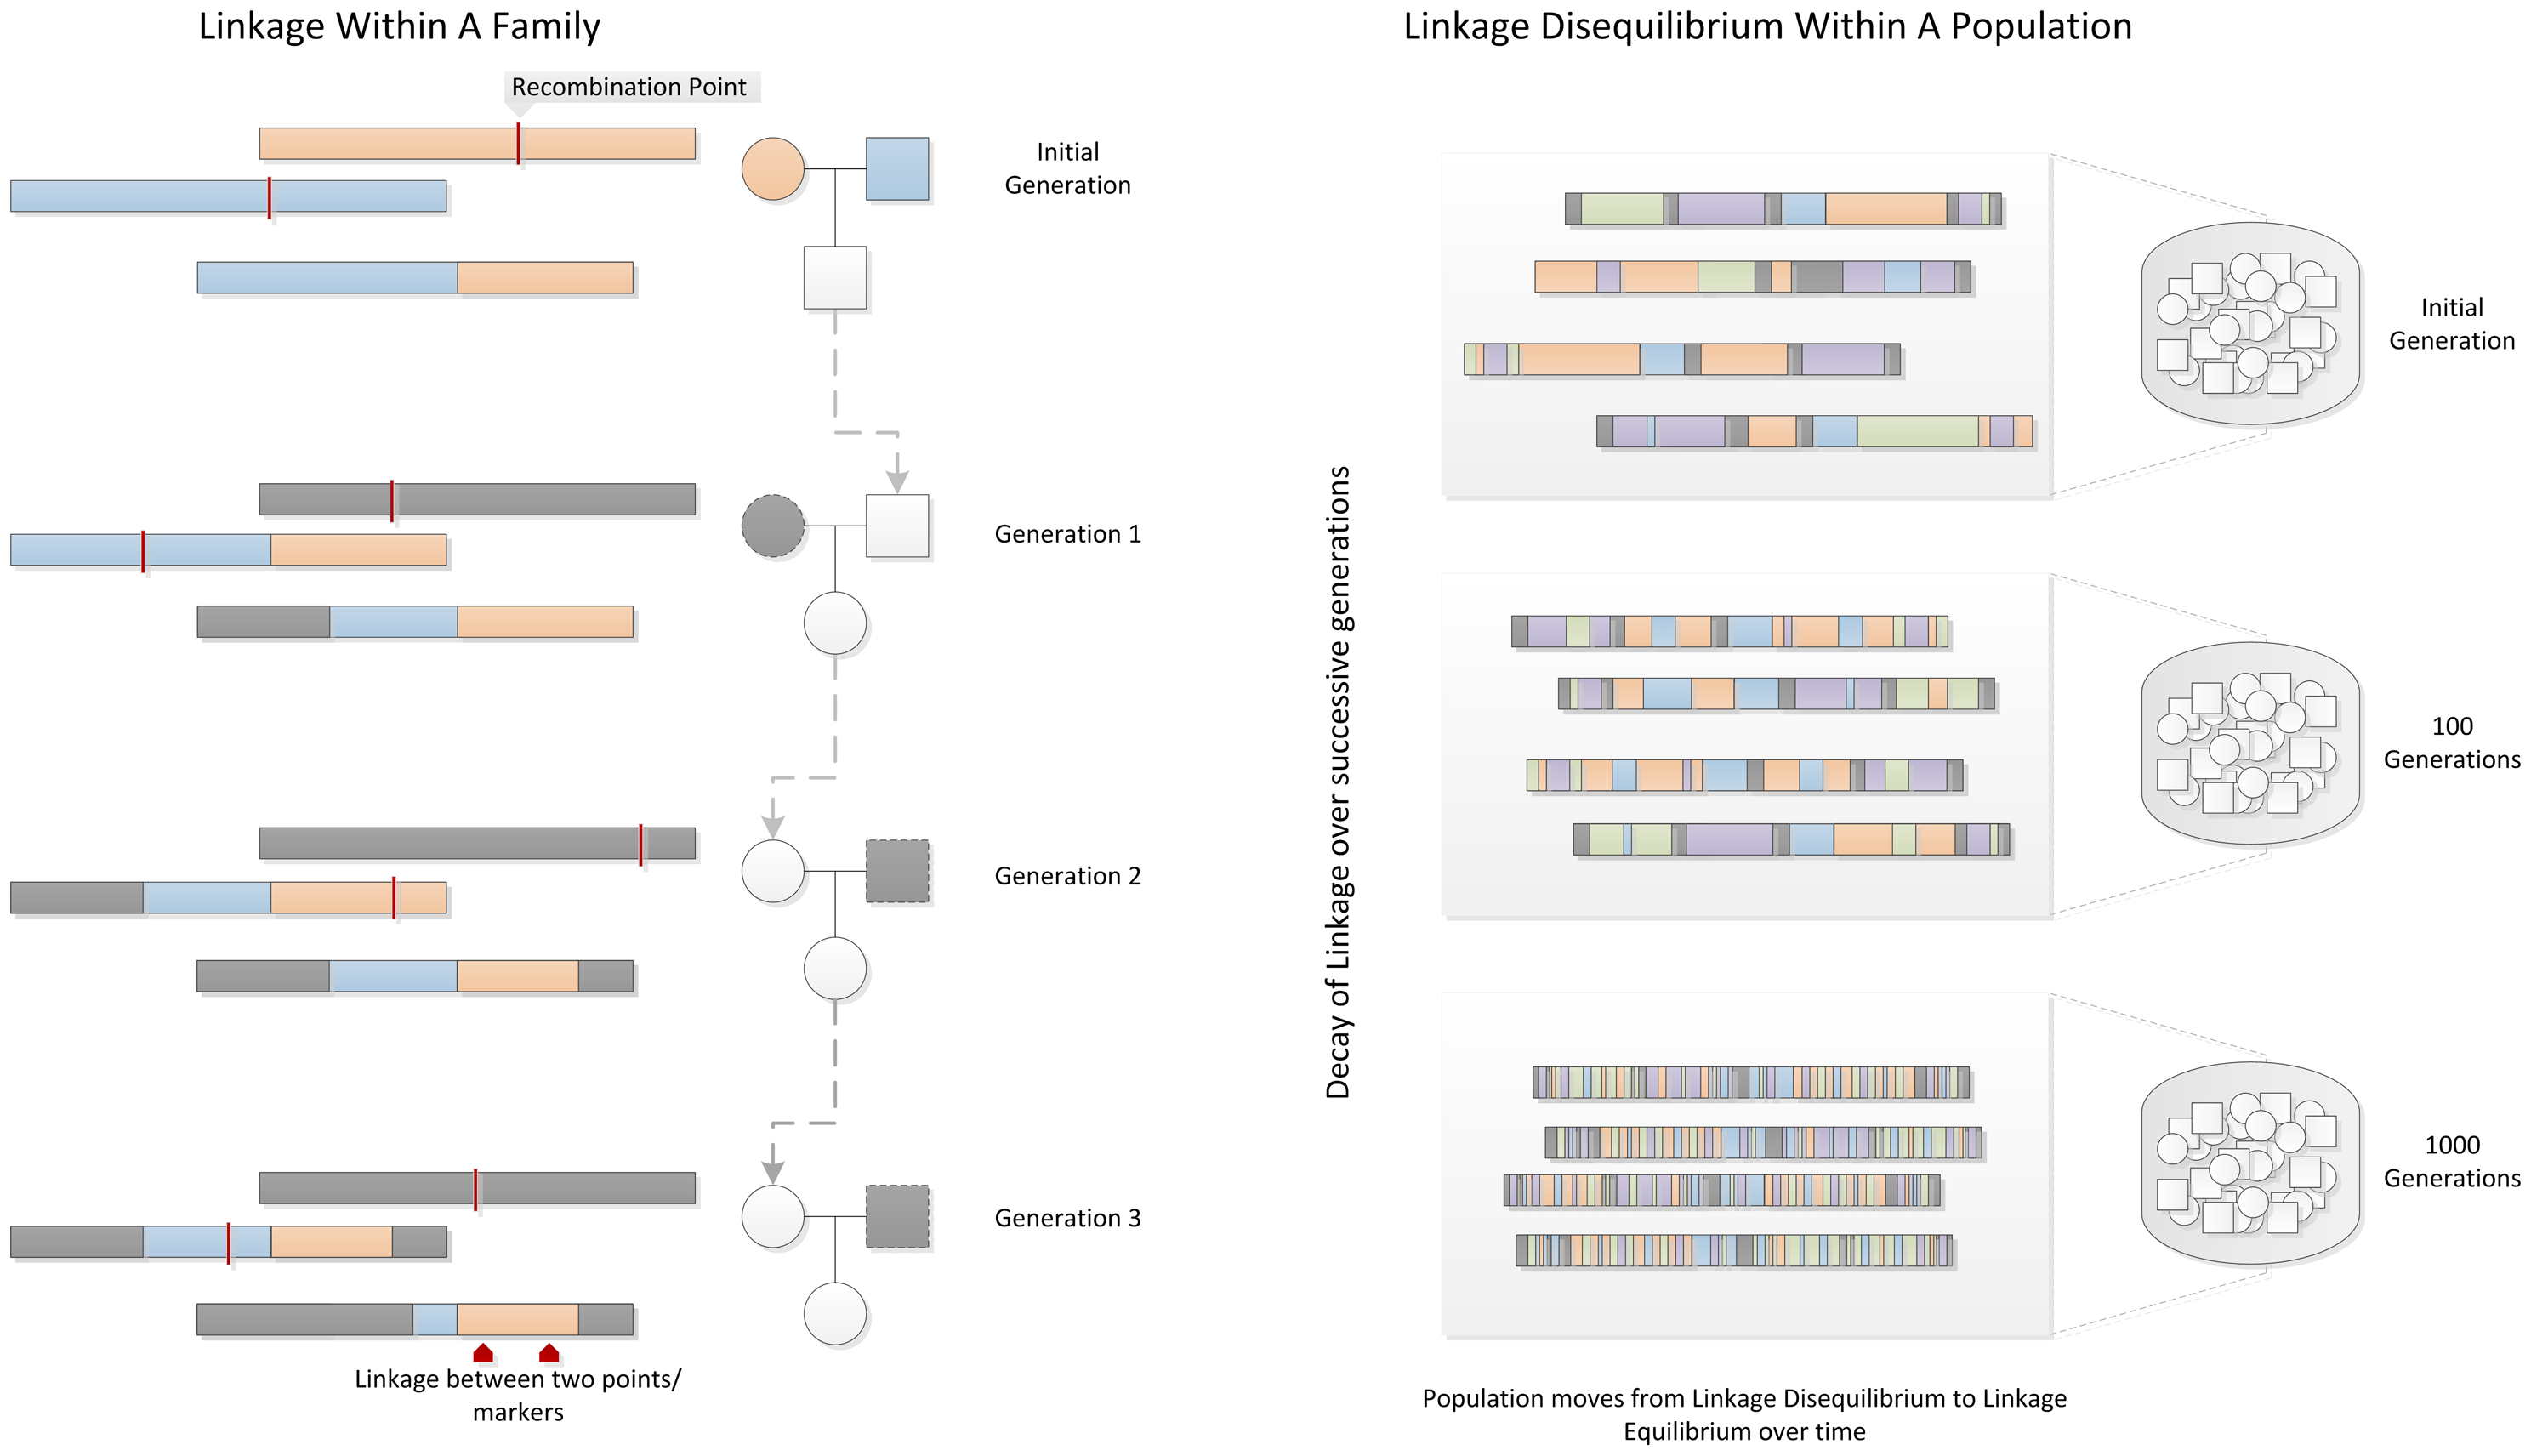 Linkage Within A Family
Recombination Point
Initial
Generation
Generation 1
Generation 2
Generation 3
Linkage between two points/
markers
Linkage Disequilibrium Within A Population
Decay of Linkage over successive generations
Initial
Generation
100
Generations
1000
Generations
Population moves from Linkage Disequilibrium to Linkage
Equilibrium over time